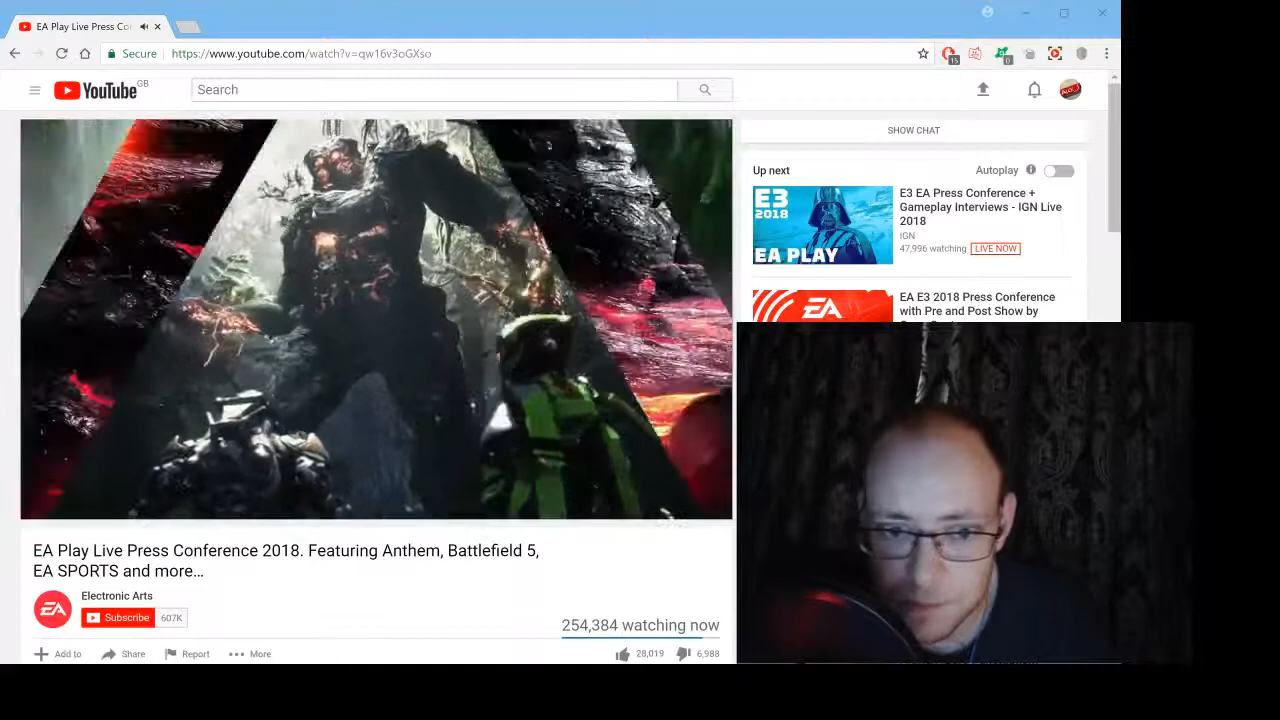 EA Play Live Press Co
Secure
https://www.youtube.com/watch?v=qw16v3oGXso
15
0
YouTube GB
Search
SHOW CHAT
Up next
Autoplay
E3
2018
EA PLAY
E3 EA Press Conference +
Gameplay Interviews - IGN Live
2018
IGN
47,996 watching
LIVE NOW
EA
EA E3 2018 Press Conference
with Pre and Post Show by
EA Play Live Press Conference 2018. Featuring Anthem, Battlefield 5,
EA SPORTS and more…
EA
Electronic Arts
Subscribe 607K
254,384 watching now
Add to
Share
Report
More
28,019
6,988